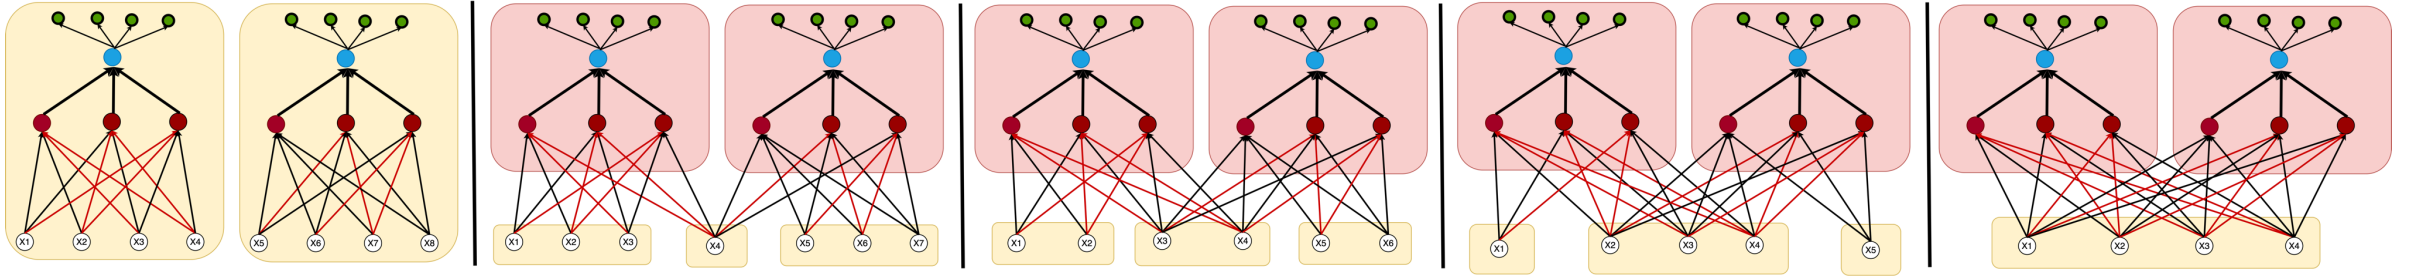 X1 X2 X3 X4 X5 X6 X7 X8
X1 X2 X3 X4 X5 X6 X7
X1 X2 X3 X4 X5 X6
X1 X2 X3 X4 X5
X1 X2 X3 X4